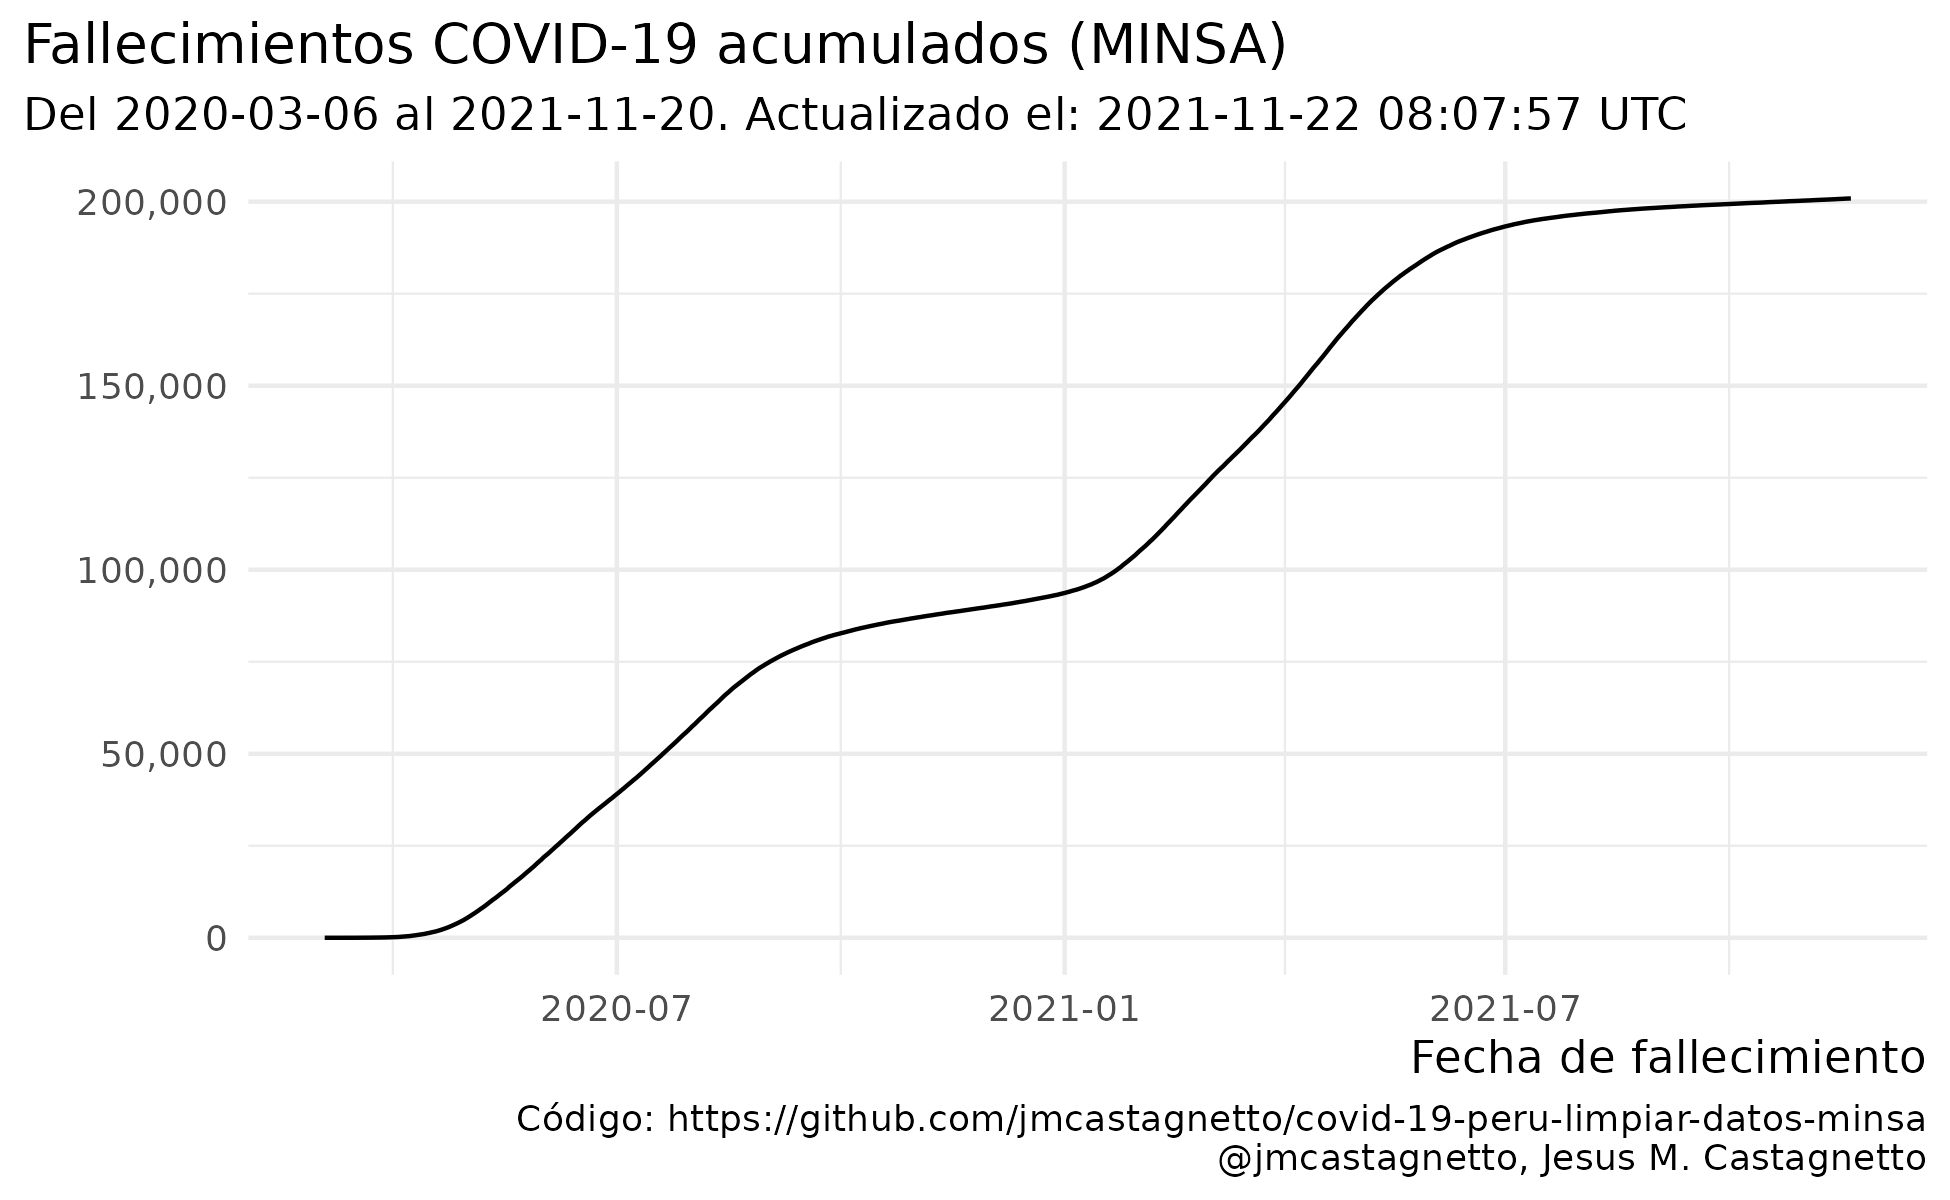 Fallecimientos COVID-19 acumulados (MINSA)
Del 2020-03-06 al 2021-11-20. Actualizado el: 2021-11-22 08:07:57 UTC
200,000
150,000
100,000
50,000
0
2020-07
2021-01
2021-07
Fecha de fallecimiento
Código: https://github.com/jmcastagnetto/covid-19-peru-limpiar-datos-minsa
@jmcastagnetto, Jesus M. Castagnetto